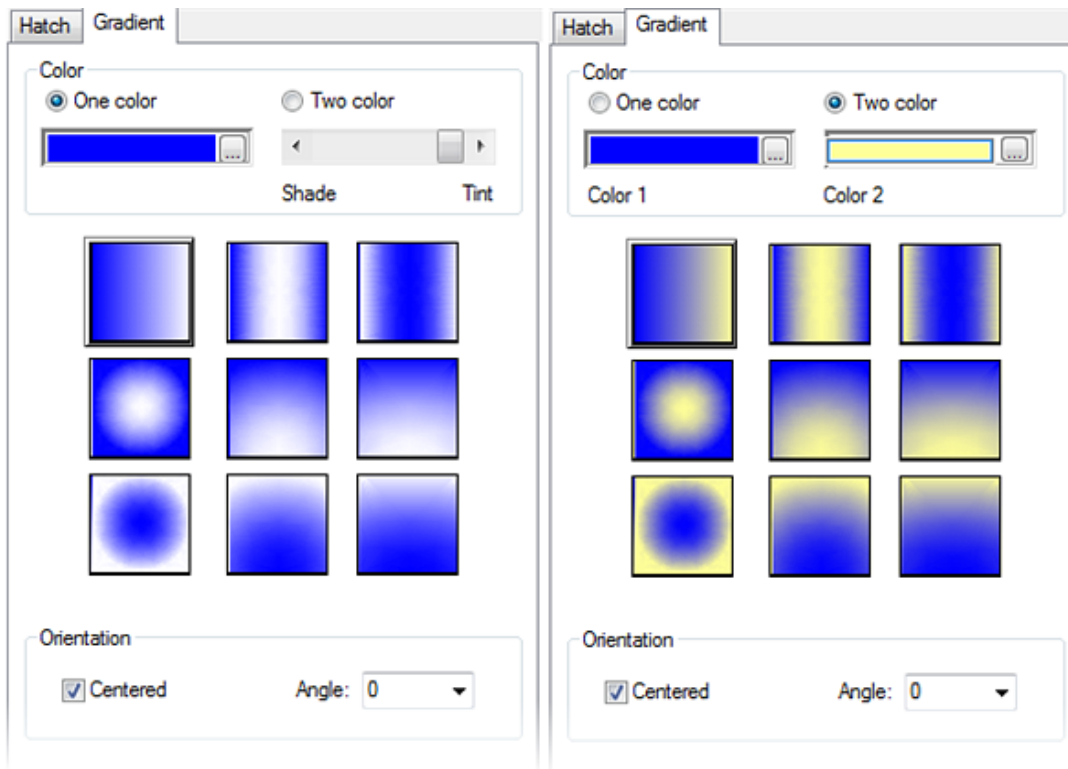 Hatch Gradient
Color
One color Two color
...
Shade Tint
Orientation
Centered Angle: 0
Hatch Gradient
Color
One color Two color
... ...
Color 1 Color 2
Orientation
Centered Angle: 0